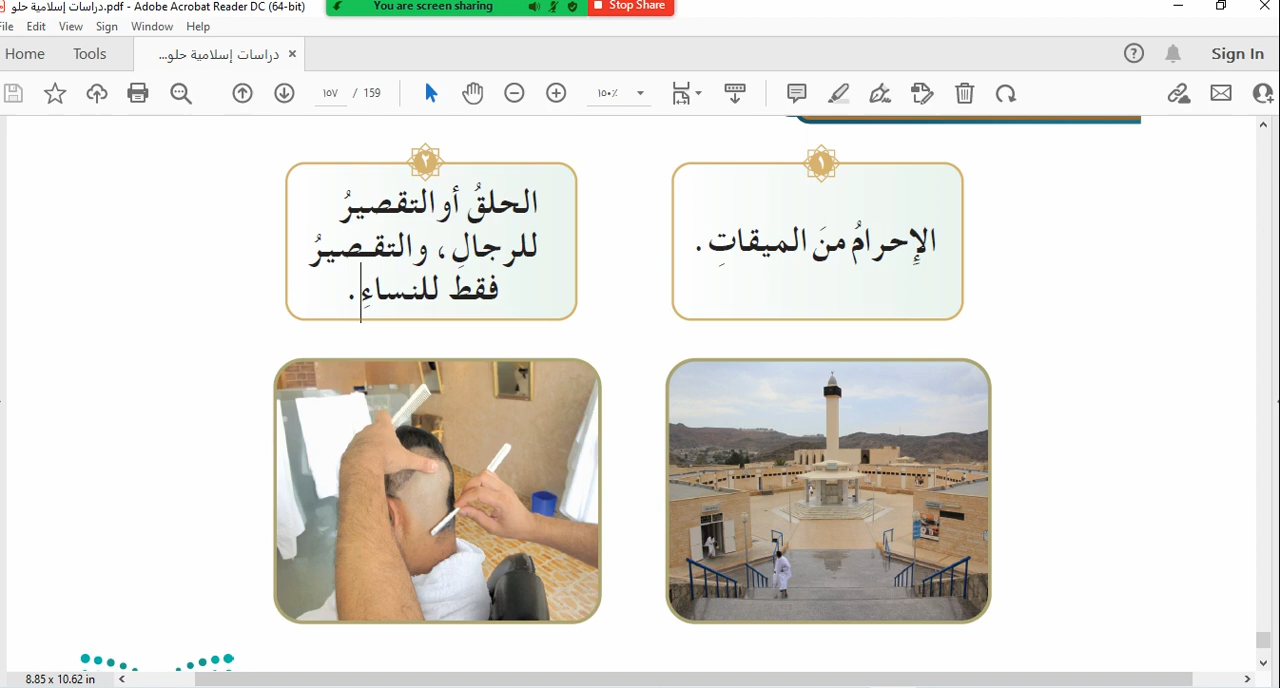 دراسات إسلامية حلو.pdf - Adobe Acrobat Reader DC (64-bit)
You are screen sharing
Stop Share
File Edit View Sign Window Help
Home Tools
دراسات إسلامية حلو...
Sign In
١٥٧ / 159
١٥٠٪
١
الإِحرامُ منَ الميقاتِ .
٢
الحلقُ أو التقصيرُ
للرجالِ ، والتقصيرُ
فقط للنساءِ .
8.85 x 10.62 in